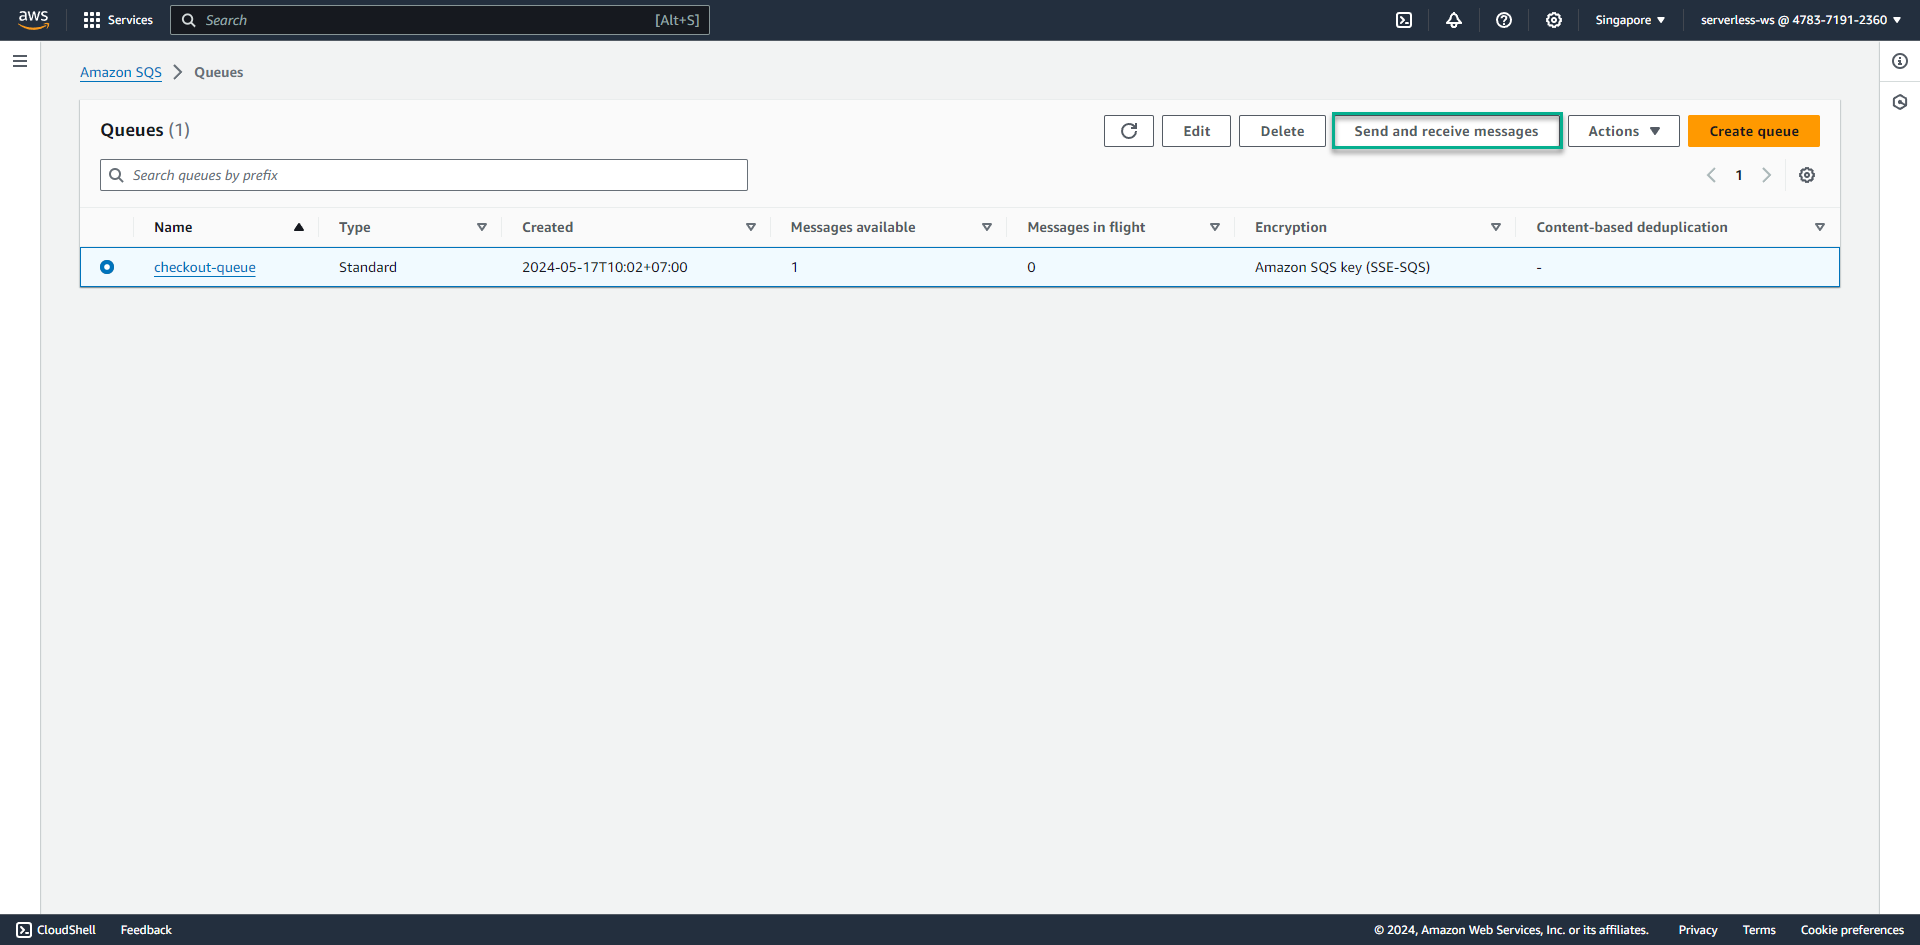 aws Services Search [Alt+S] Singapore serverless-ws @ 4783-7191-2360
Amazon SQS Queues
Queues (1) Edit Delete Send and receive messages Actions Create queue
Search queues by prefix 1
Name Type Created Messages available Messages in flight Encryption Content-based deduplication
checkout-queue Standard 2024-05-17T10:02+07:00 1 0 Amazon SQS key (SSE-SQS) -
CloudShell Feedback © 2024, Amazon Web Services, Inc. or its affiliates. Privacy Terms Cookie preferences